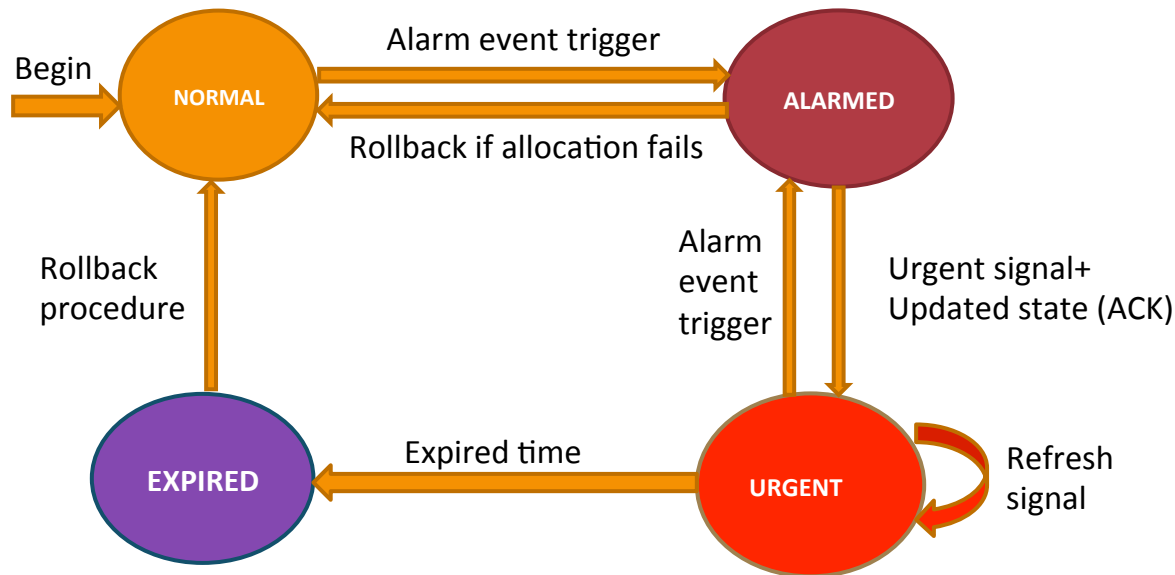 Alarm event trigger
Begin
NORMAL
ALARMED
Rollback if allocation fails
Rollback
procedure
Alarm
event
trigger
Urgent signal+
Updated state (ACK)
Expired time
EXPIRED
URGENT
Refresh
signal